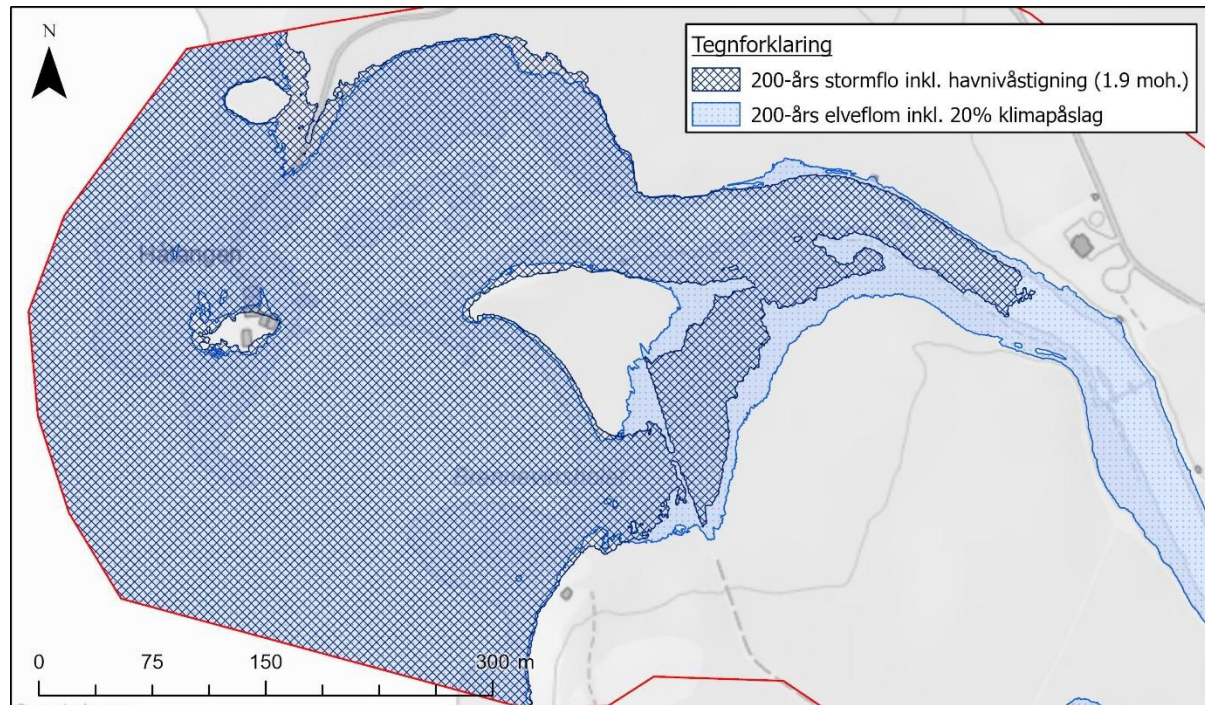 N
Tegnforklaring
200-års stormflo inkl. havnivåstigning (1.9 moh.)
200-års elveflom inkl. 20% klimapåslag
0 75 150 300 m